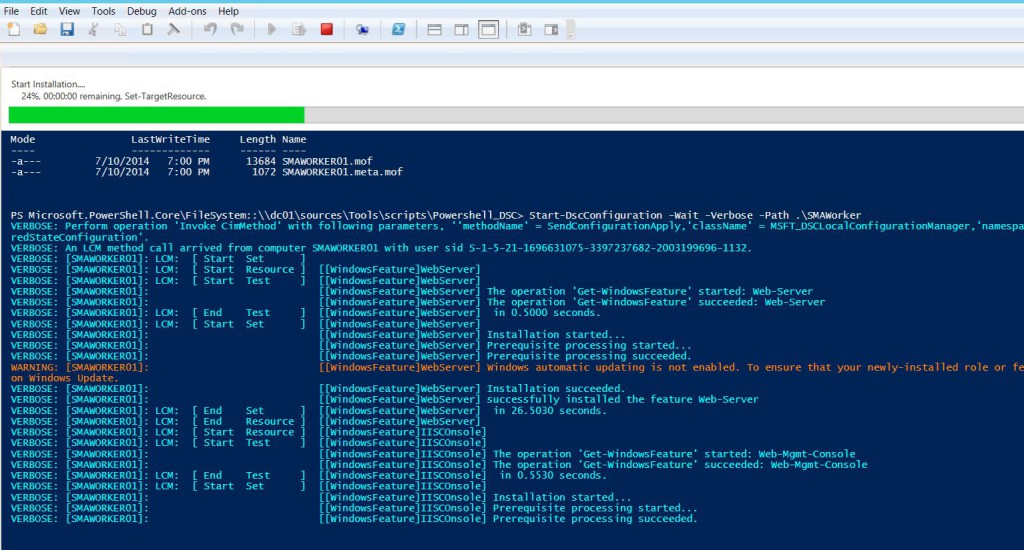 File Edit View Tools Debug Add-ons Help
Start Installation....
24%, 00:00:00 remaining, Set-TargetResource.
Mode LastWriteTime Length Name
---- ------------- ------ ----
-a--- 7/10/2014 7:00 PM 13684 SMAWORKER01.mof
-a--- 7/10/2014 7:00 PM 1072 SMAWORKER01.meta.mof
PS Microsoft.PowerShell.Core\FileSystem::\\dc01\sources\Tools\scripts\Powershell_DSC> Start-DscConfiguration -Wait -Verbose -Path .\SMAWorker
VERBOSE: Perform operation 'Invoke CimMethod' with following parameters, ''methodName' = SendConfigurationApply,'className' = MSFT_DSCLocalConfigurationManager,'namespa
redStateConfiguration'.
VERBOSE: An LCM method call arrived from computer SMAWORKER01 with user sid S-1-5-21-1696631075-3397237682-2003199696-1132.
VERBOSE: [SMAWORKER01]: LCM: [ Start Set ]
VERBOSE: [SMAWORKER01]: LCM: [ Start Resource ] [[WindowsFeature]WebServer]
VERBOSE: [SMAWORKER01]: LCM: [ Start Test ] [[WindowsFeature]WebServer]
VERBOSE: [SMAWORKER01]: [[WindowsFeature]WebServer] The operation 'Get-WindowsFeature' started: Web-Server
VERBOSE: [SMAWORKER01]: [[WindowsFeature]WebServer] The operation 'Get-WindowsFeature' succeeded: Web-Server
VERBOSE: [SMAWORKER01]: LCM: [ End Test ] [[WindowsFeature]WebServer] in 0.5000 seconds.
VERBOSE: [SMAWORKER01]: LCM: [ Start Set ] [[WindowsFeature]WebServer]
VERBOSE: [SMAWORKER01]: [[WindowsFeature]WebServer] Installation started...
VERBOSE: [SMAWORKER01]: [[WindowsFeature]WebServer] Prerequisite processing started...
VERBOSE: [SMAWORKER01]: [[WindowsFeature]WebServer] Prerequisite processing succeeded.
WARNING: [SMAWORKER01]: [[WindowsFeature]WebServer] Windows automatic updating is not enabled. To ensure that your newly-installed role or fe
on Windows Update.
VERBOSE: [SMAWORKER01]: [[WindowsFeature]WebServer] Installation succeeded.
VERBOSE: [SMAWORKER01]: [[WindowsFeature]WebServer] successfully installed the feature Web-Server
VERBOSE: [SMAWORKER01]: LCM: [ End Set ] [[WindowsFeature]WebServer] in 26.5030 seconds.
VERBOSE: [SMAWORKER01]: LCM: [ End Resource ] [[WindowsFeature]WebServer]
VERBOSE: [SMAWORKER01]: LCM: [ Start Resource ] [[WindowsFeature]IISCOnsole]
VERBOSE: [SMAWORKER01]: LCM: [ Start Test ] [[WindowsFeature]IISCOnsole]
VERBOSE: [SMAWORKER01]: [[WindowsFeature]IISCOnsole] The operation 'Get-WindowsFeature' started: Web-Mgmt-Console
VERBOSE: [SMAWORKER01]: [[WindowsFeature]IISCOnsole] The operation 'Get-WindowsFeature' succeeded: Web-Mgmt-Console
VERBOSE: [SMAWORKER01]: LCM: [ End Test ] [[WindowsFeature]IISCOnsole] in 0.5530 seconds.
VERBOSE: [SMAWORKER01]: LCM: [ Start Set ] [[WindowsFeature]IISCOnsole]
VERBOSE: [SMAWORKER01]: [[WindowsFeature]IISCOnsole] Installation started...
VERBOSE: [SMAWORKER01]: [[WindowsFeature]IISCOnsole] Prerequisite processing started...
VERBOSE: [SMAWORKER01]: [[WindowsFeature]IISCOnsole] Prerequisite processing succeeded.